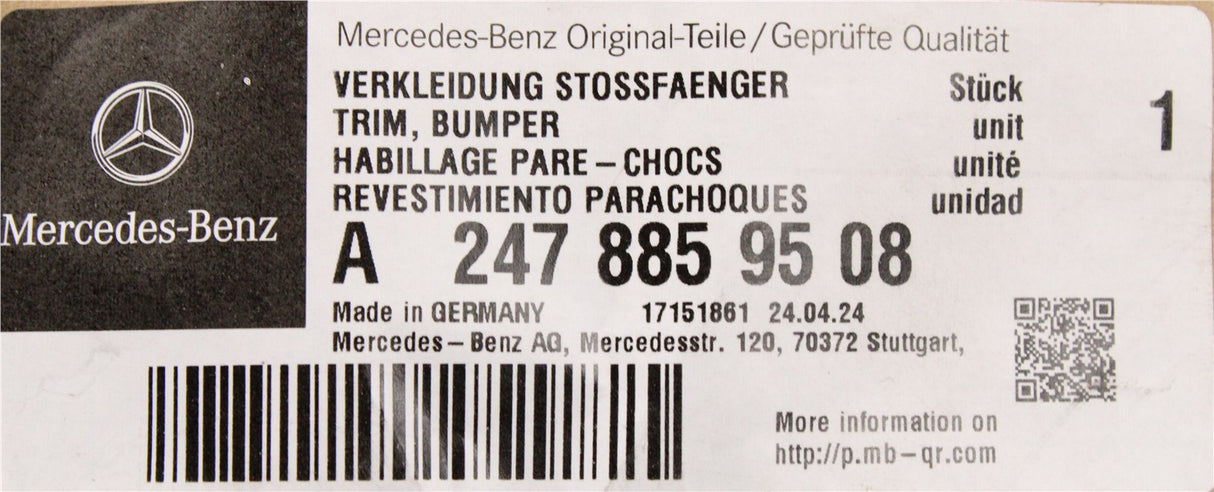 Mercedes-Benz Original-Teile/Geprüfte Qualität
VERKLEIDUNG STOSSFAENGER Stück 1
TRIM, BUMPER unit
HABILLAGE PARE-CHOCS unité
REVESTIMIENTO PARACHOQUES unidad
Mercedes-Benz
A 247 885 95 08
Made in GERMANY 17151861 24.04.24
Mercedes-Benz AG, Mercedesstr. 120, 70372 Stuttgart,
More information on
http://p.mb-qr.com